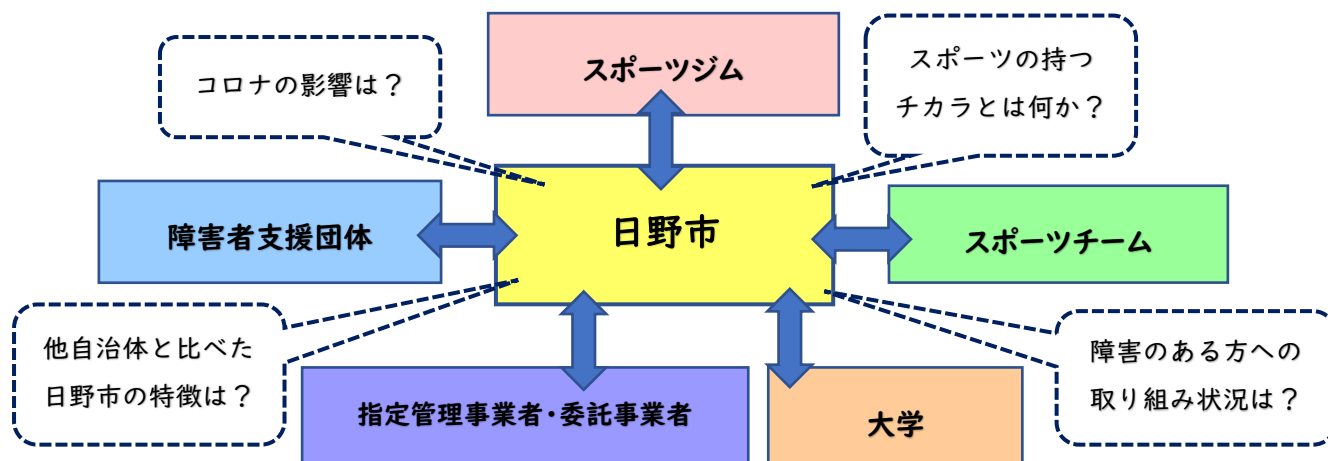 スポーツジム
コロナの影響は？
スポーツの持つ
チカラとは何か？
障害者支援団体
日野市
スポーツチーム
他自治体と比べた
日野市の特徴は？
障害のある方への
取り組み状況は？
指定管理事業者・委託事業者
大学